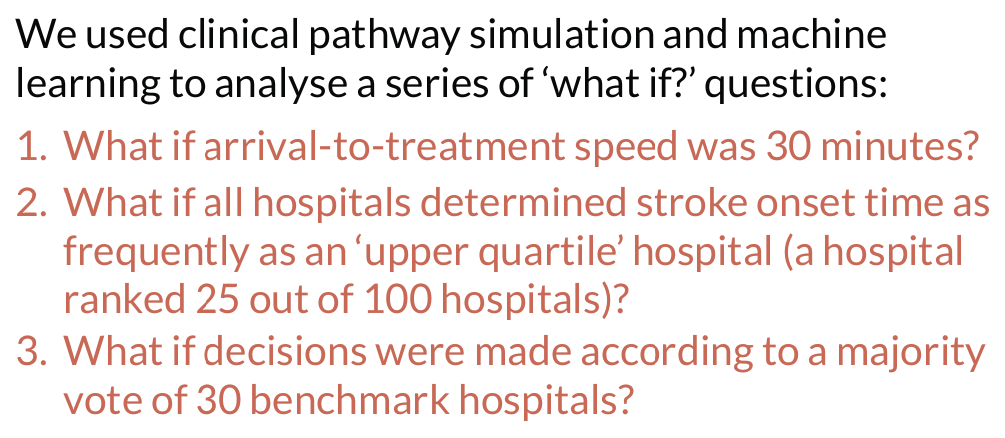 We used clinical pathway simulation and machine
learning to analyse a series of ‘what if?’ questions:
1. What if arrival-to-treatment speed was 30 minutes?
2. What if all hospitals determined stroke onset time as
frequently as an ‘upper quartile’ hospital (a hospital
ranked 25 out of 100 hospitals)?
3. What if decisions were made according to a majority
vote of 30 benchmark hospitals?